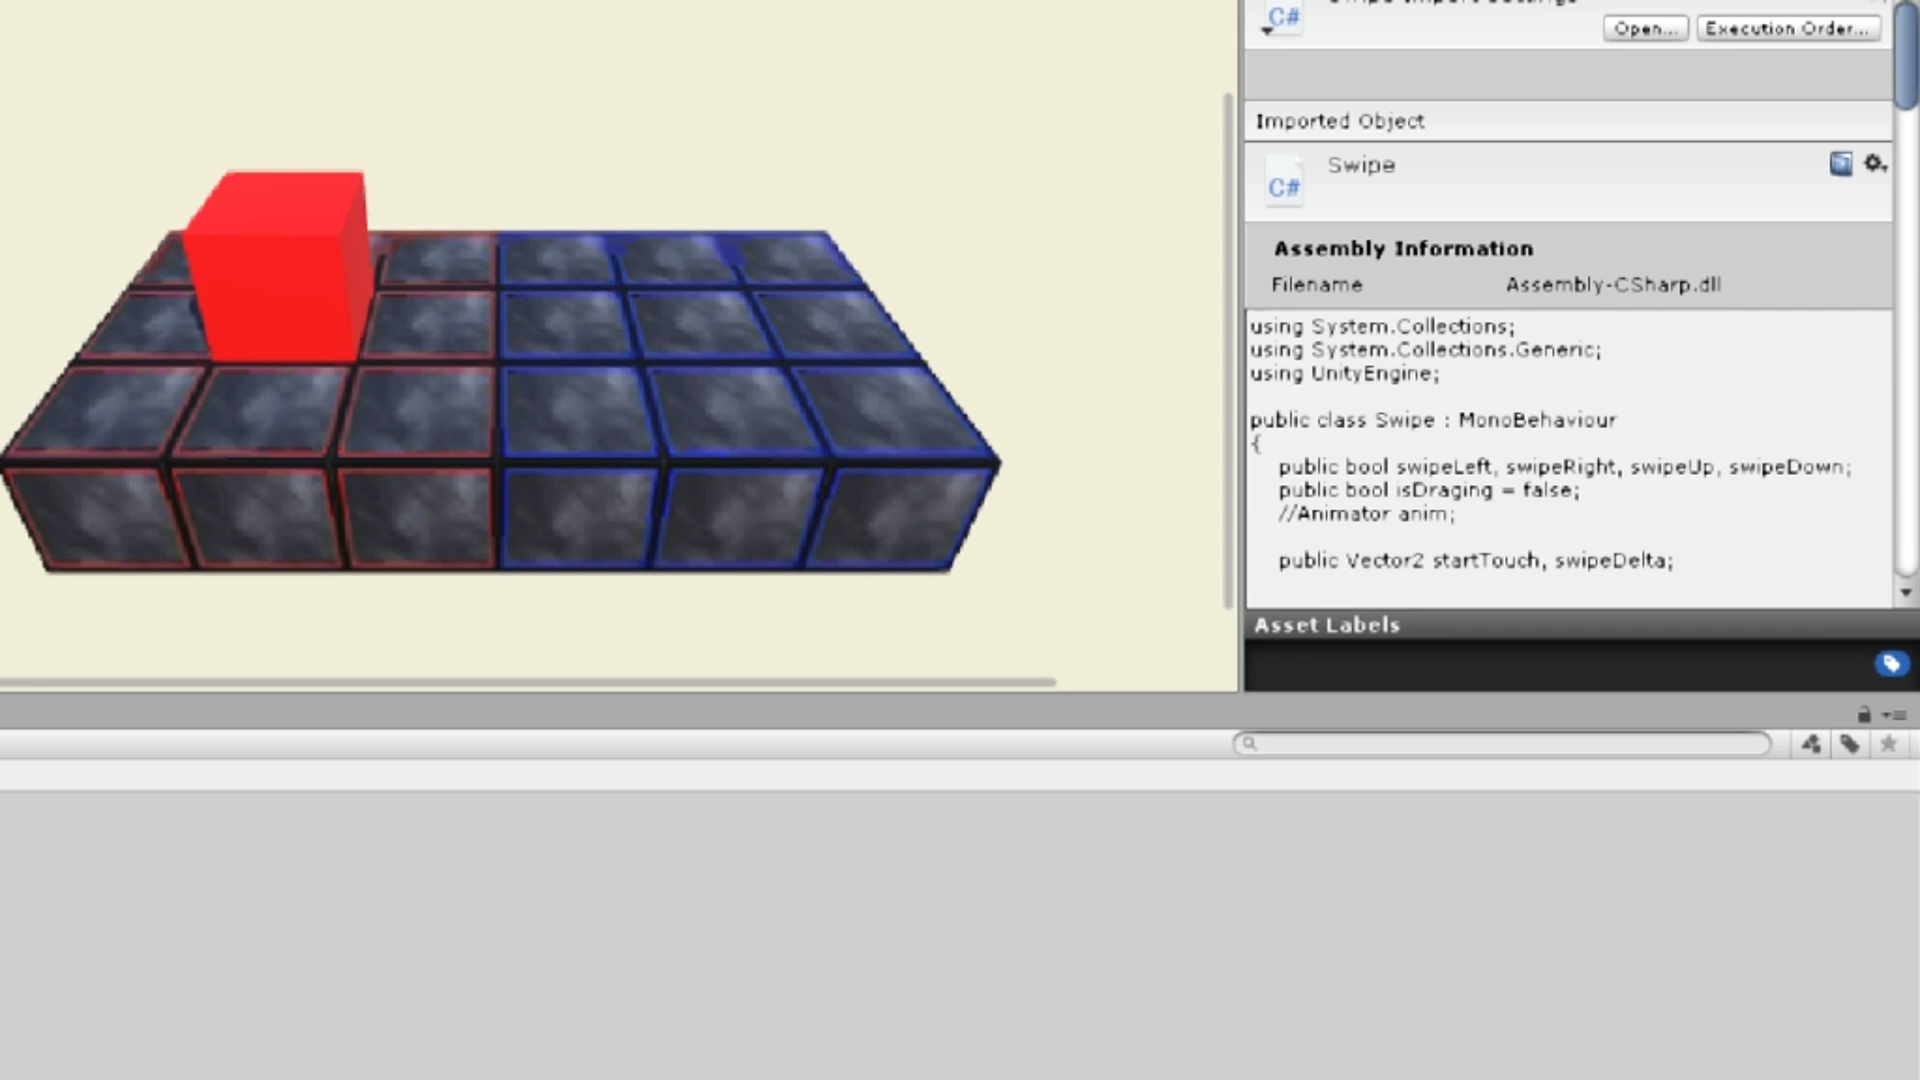 C#
Open...
Execution Order...
Imported Object
C#
Swipe
Assembly Information
Filename Assembly-CSharp.dll
using System.Collections;
using System.Collections.Generic;
using UnityEngine;
public class Swipe : MonoBehaviour
{
public bool swipeLeft, swipeRight, swipeUp, swipeDown;
public bool isDraging = false;
//Animator anim;
public Vector2 startTouch, swipeDelta;
Asset Labels